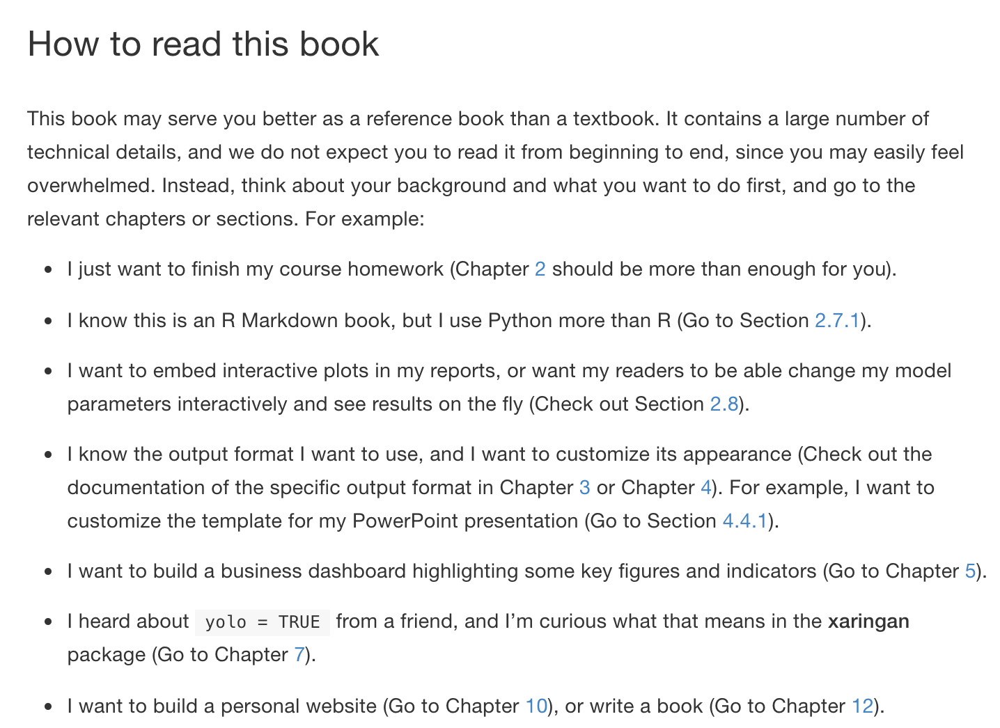 How to read this book
This book may serve you better as a reference book than a textbook. It contains a large number of
technical details, and we do not expect you to read it from beginning to end, since you may easily feel
overwhelmed. Instead, think about your background and what you want to do first, and go to the
relevant chapters or sections. For example:
• I just want to finish my course homework (Chapter 2 should be more than enough for you).
• I know this is an R Markdown book, but I use Python more than R (Go to Section 2.7.1).
• I want to embed interactive plots in my reports, or want my readers to be able change my model
parameters interactively and see results on the fly (Check out Section 2.8).
• I know the output format I want to use, and I want to customize its appearance (Check out the
documentation of the specific output format in Chapter 3 or Chapter 4). For example, I want to
customize the template for my PowerPoint presentation (Go to Section 4.4.1).
• I want to build a business dashboard highlighting some key figures and indicators (Go to Chapter 5).
• I heard about yolo = TRUE from a friend, and I’m curious what that means in the xaringan
package (Go to Chapter 7).
• I want to build a personal website (Go to Chapter 10), or write a book (Go to Chapter 12).